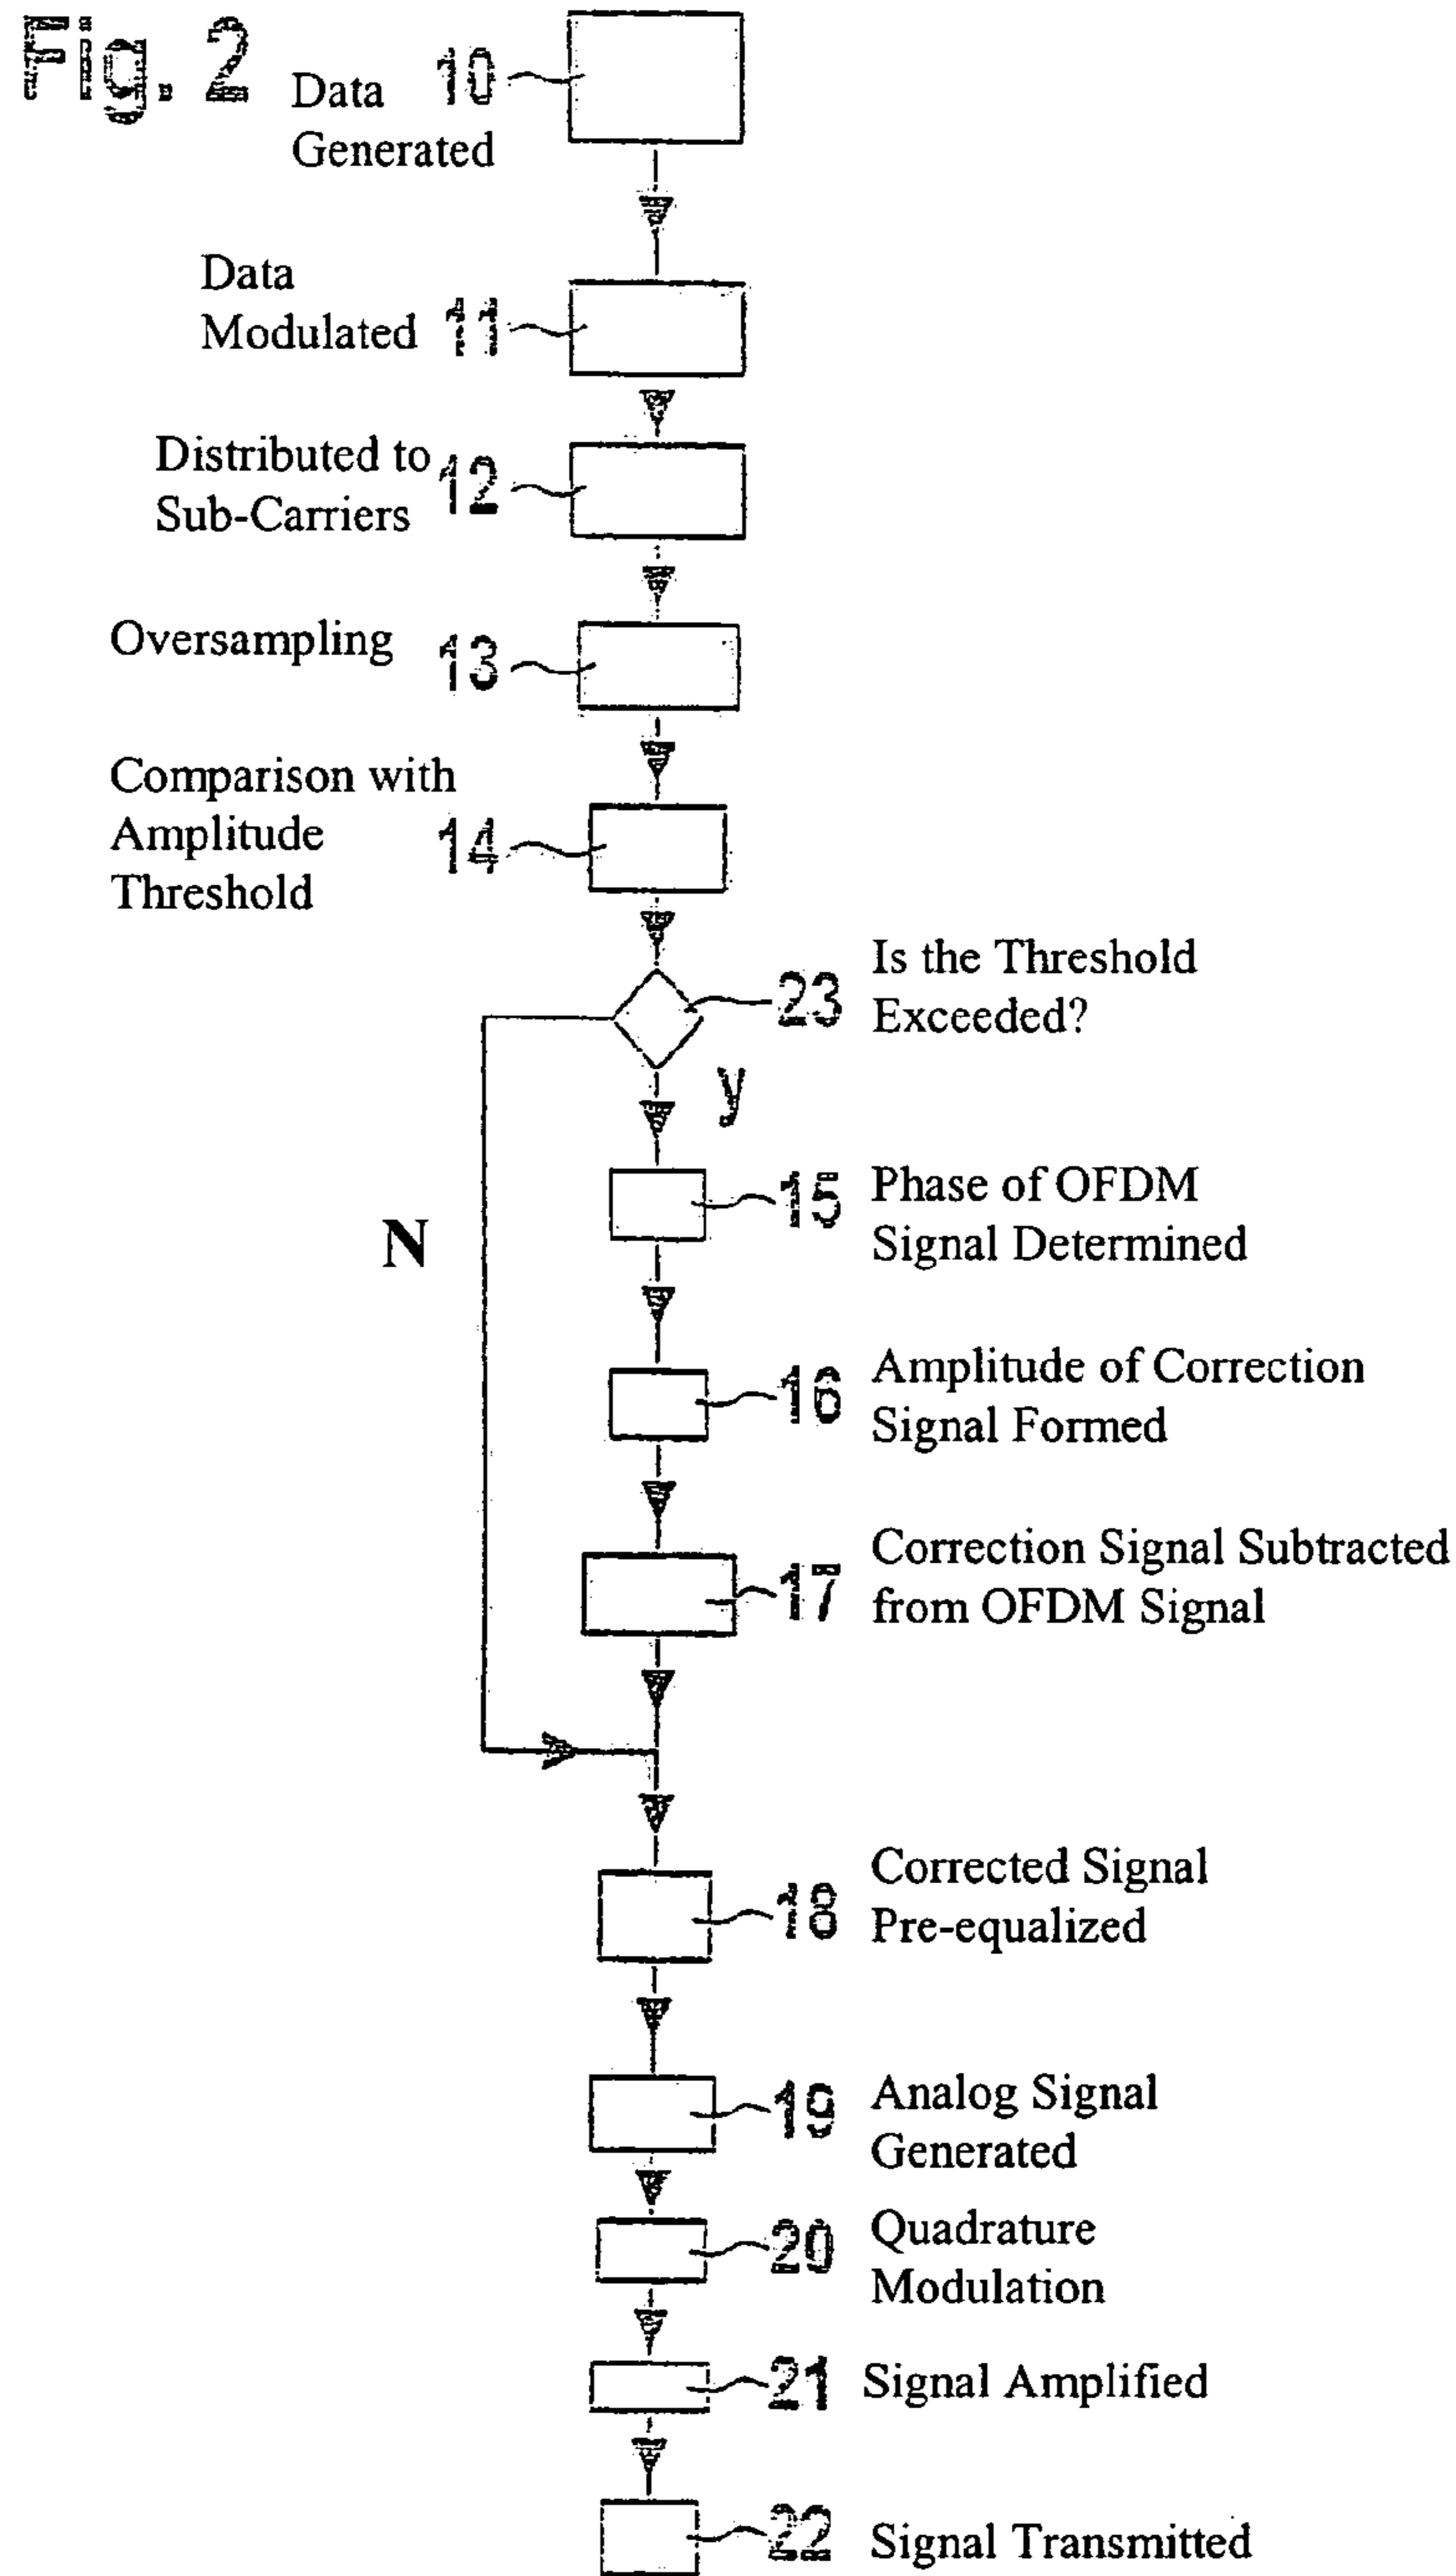 Fig. 2
Data 10
Generated
Data
Modulated 11
Distributed to
Sub-Carriers 12
Oversampling 13
Comparison with
Amplitude 14
Threshold
Is the Threshold
23 Exceeded?
y
15 Phase of OFDM
Signal Determined
N
16 Amplitude of Correction
Signal Formed
17 Correction Signal Subtracted
from OFDM Signal
18 Corrected Signal
Pre-equalized
19 Analog Signal
Generated
20 Quadrature
Modulation
21 Signal Amplified
22 Signal Transmitted